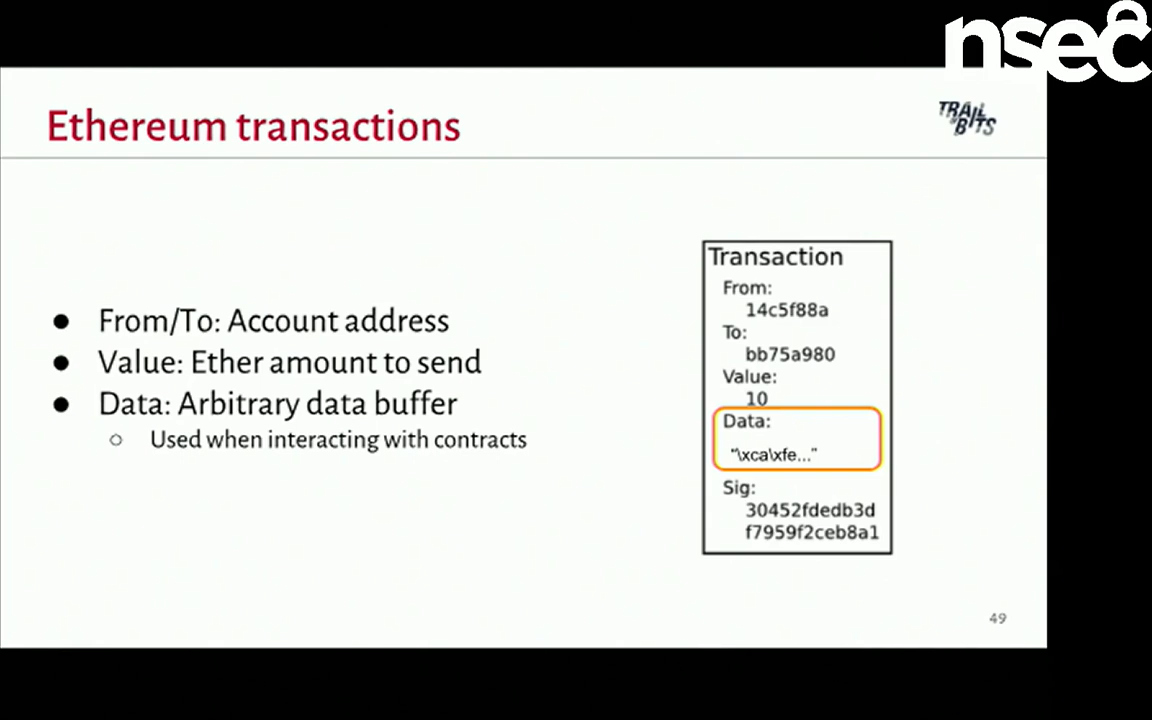 nsec
Ethereum transactions
TRAIL
OF BITS
● From/To: Account address
● Value: Ether amount to send
● Data: Arbitrary data buffer
○ Used when interacting with contracts
Transaction
From:
14c5f88a
To:
bb75a980
Value:
10
Data:
"\xca\xfe..."
Sig:
30452fdedb3d
f7959f2ceb8a1
49